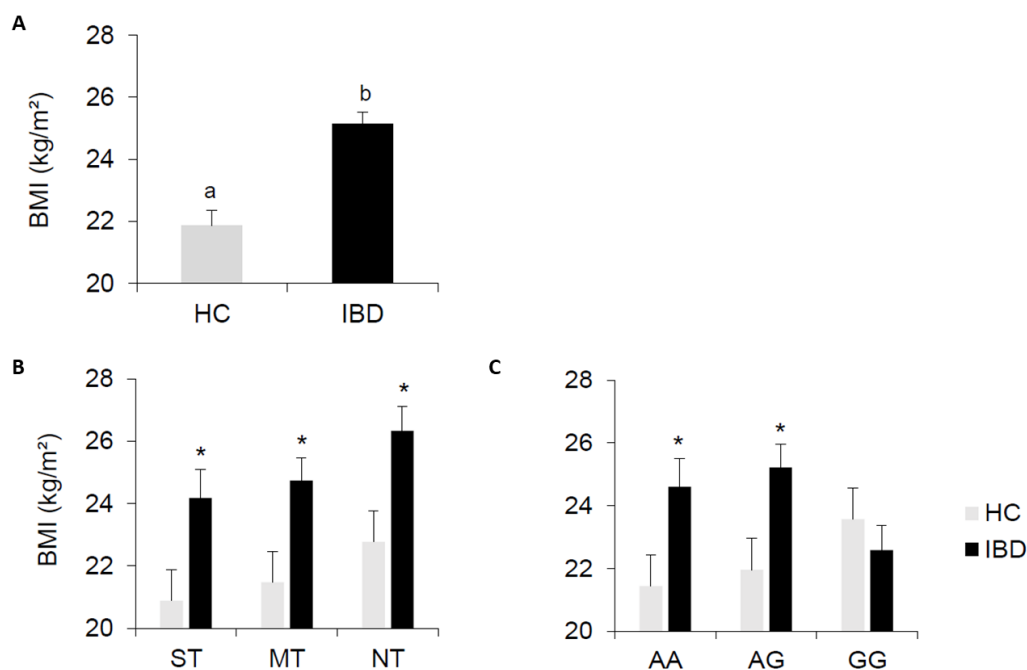 A
BMI (kg/m²)
28
26
24
22
20
a
b
HC IBD
B
BMI (kg/m²)
28
26
24
22
20
* * *
ST MT NT
C
28
26
24
22
20
* *
AA AG GG
HC
IBD